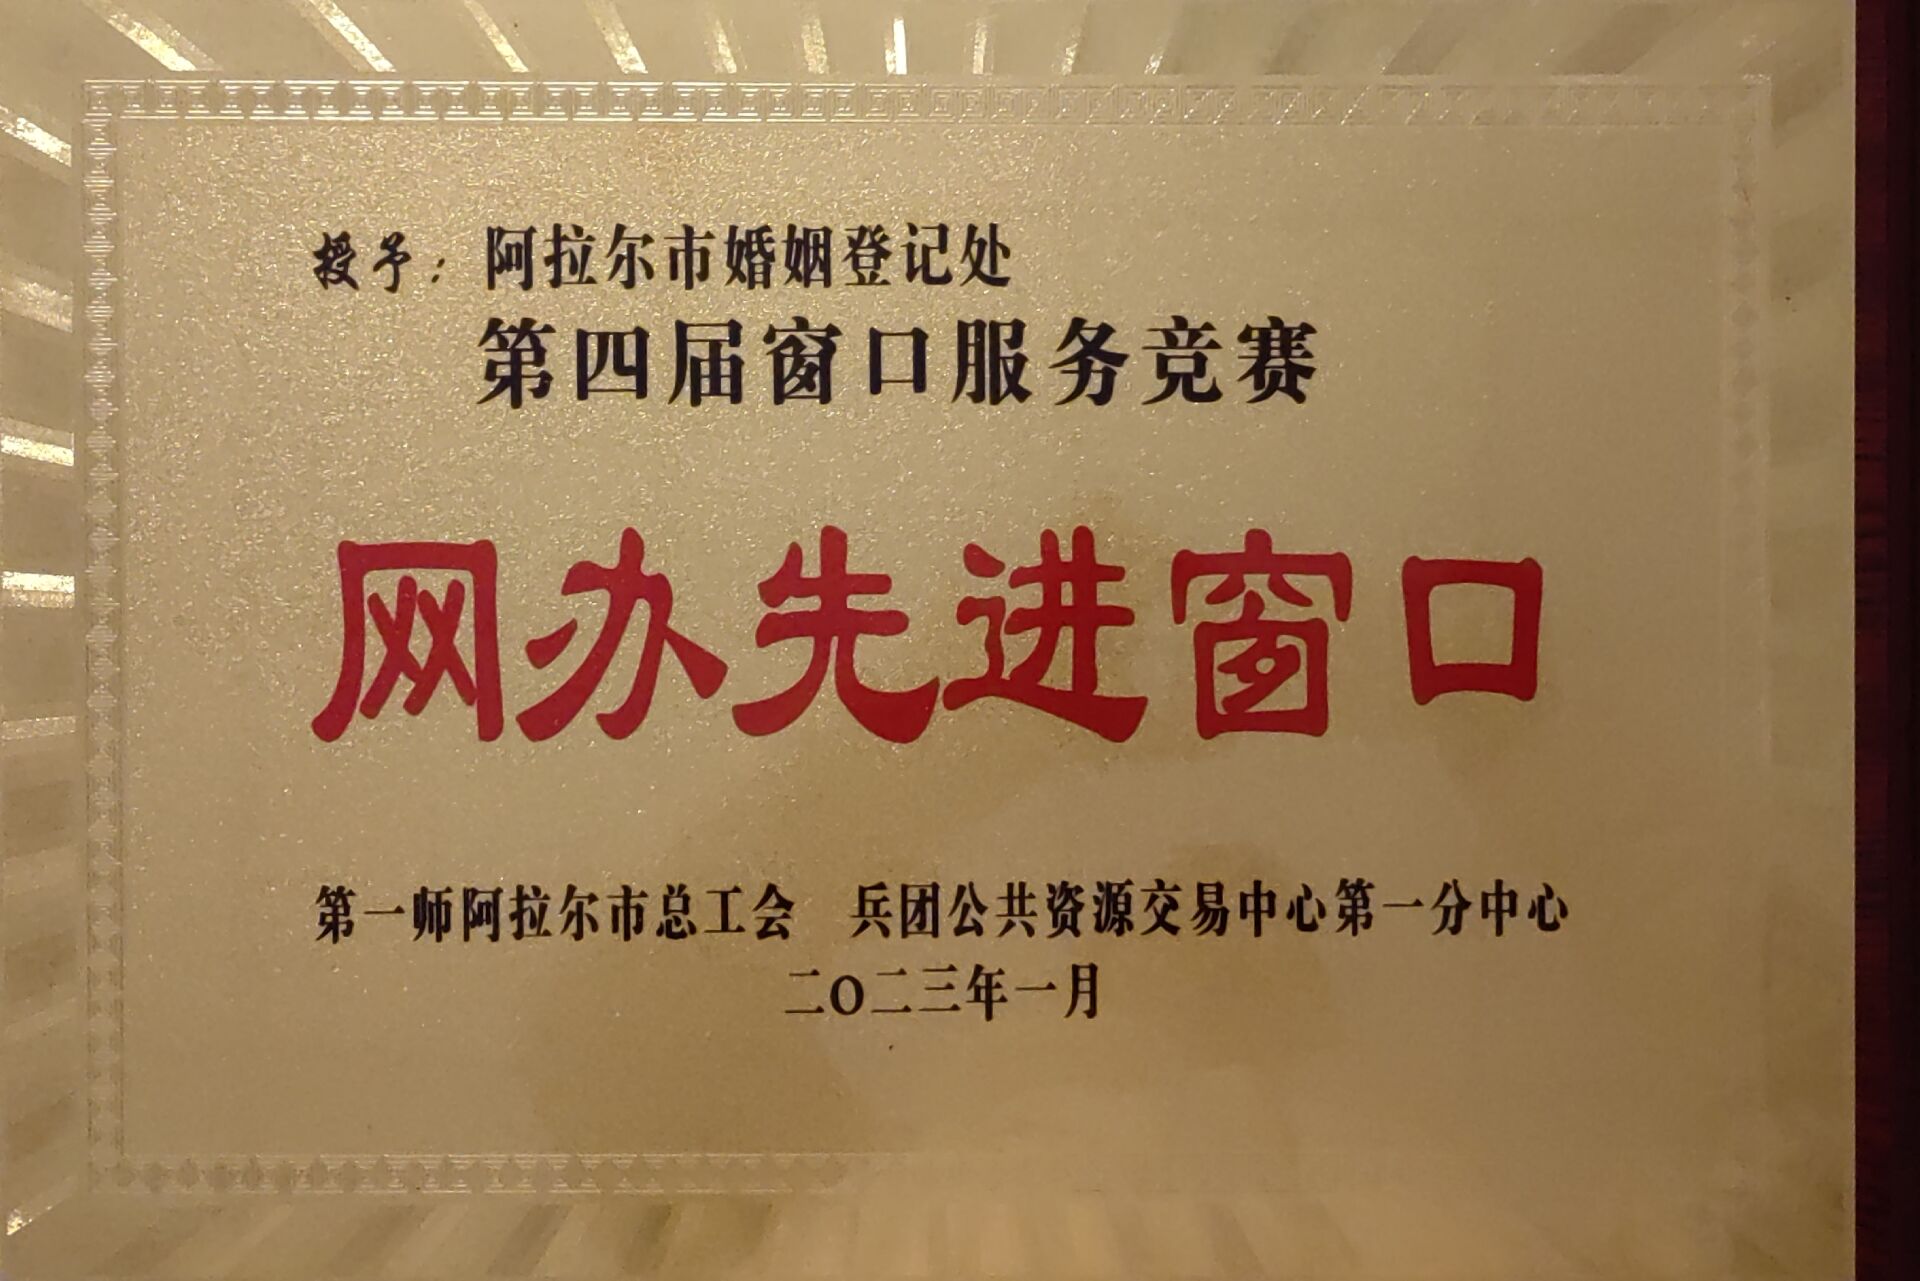 授予：阿拉尔市婚姻登记处
第四届窗口服务竞赛
网办先进窗口
第一师阿拉尔市总工会 兵团公共资源交易中心第一分中心
二〇二三年一月